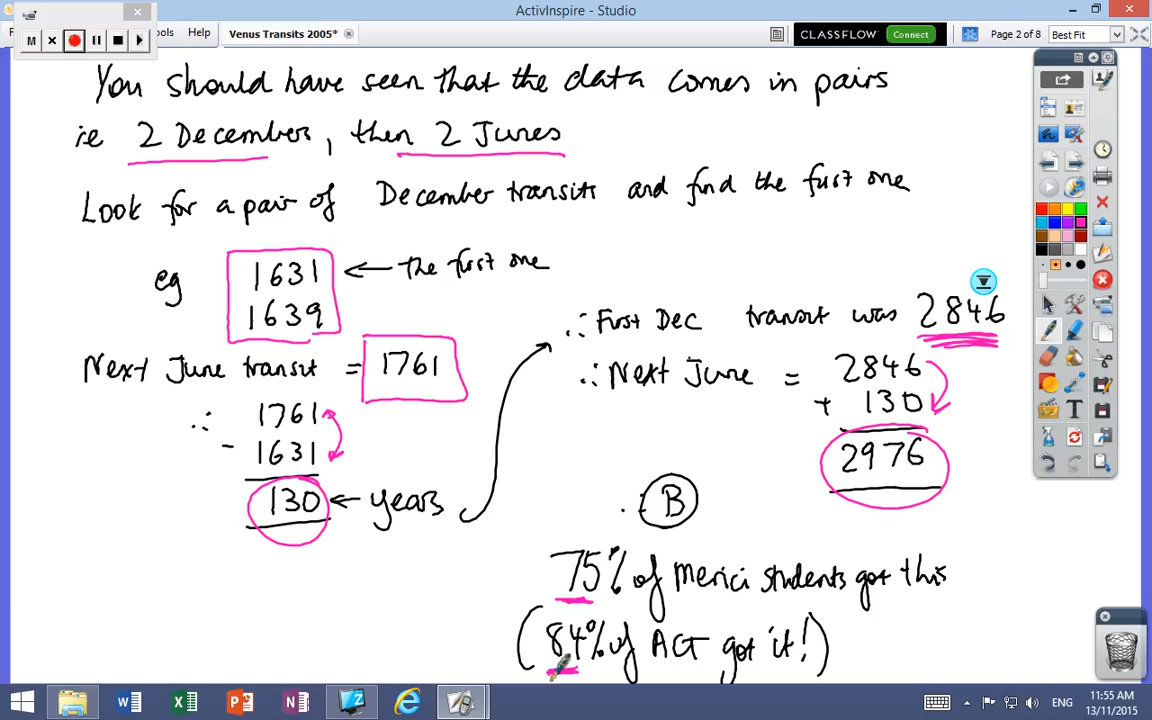 ActivInspire - Studio
M
ools
Help
Venus Transits 2005*
CLASSFLOW
Connect
Page 2 of 8
Best Fit
You should have seen that the data comes in pairs
ie 2 December, then 2 Junes
Look for a pair of December transits and find the first one
eg 1631 ← the first one
1639
Next June transit = 1761
∴ 1761
- 1631
130 ← years
∴ First Dec transit was 2846
∴ Next June = 2846
+ 130
2976
∴ B
75% of Merici students got this
(84% of ACT got it!)
ENG
11:55 AM
13/11/2015